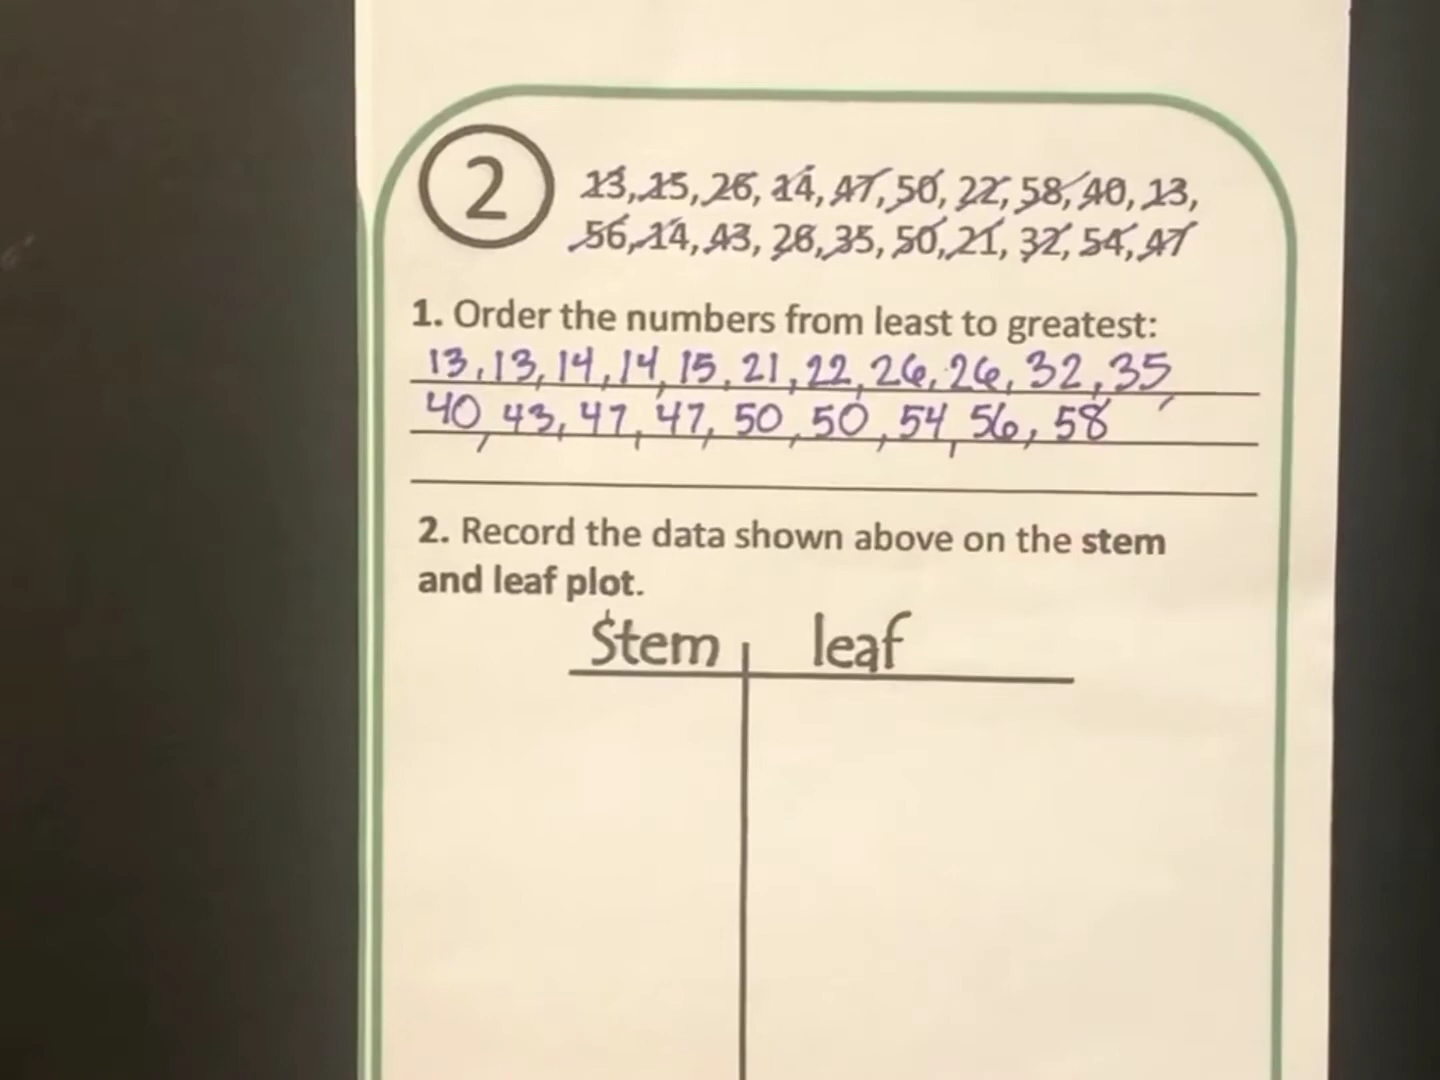 2
13, 15, 26, 14, 47, 50, 22, 58, 40, 13,
56, 14, 43, 26, 35, 50, 21, 32, 54, 47
1. Order the numbers from least to greatest:
13, 13, 14, 14, 15, 21, 22, 26, 26, 32, 35,
40, 43, 47, 47, 50, 50, 54, 56, 58
2. Record the data shown above on the stem
and leaf plot.
Stem leaf